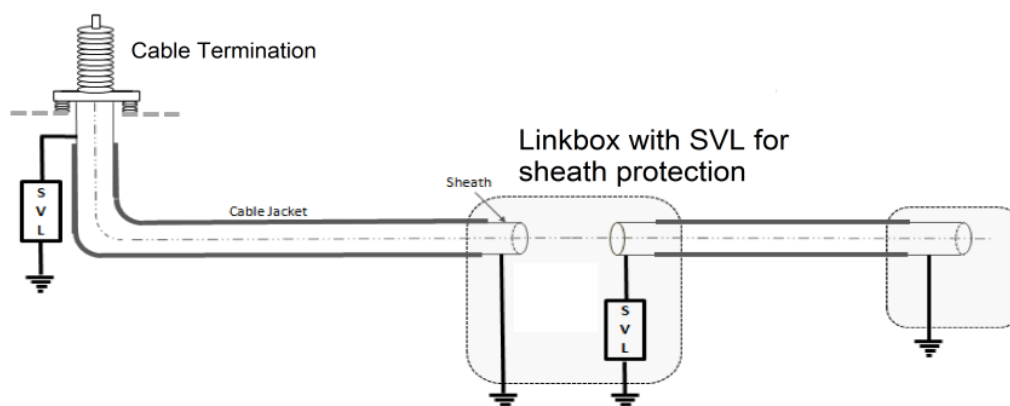 Cable Termination
Linkbox with SVL for
sheath protection
Sheath
S
V
L
Cable Jacket
S
V
L